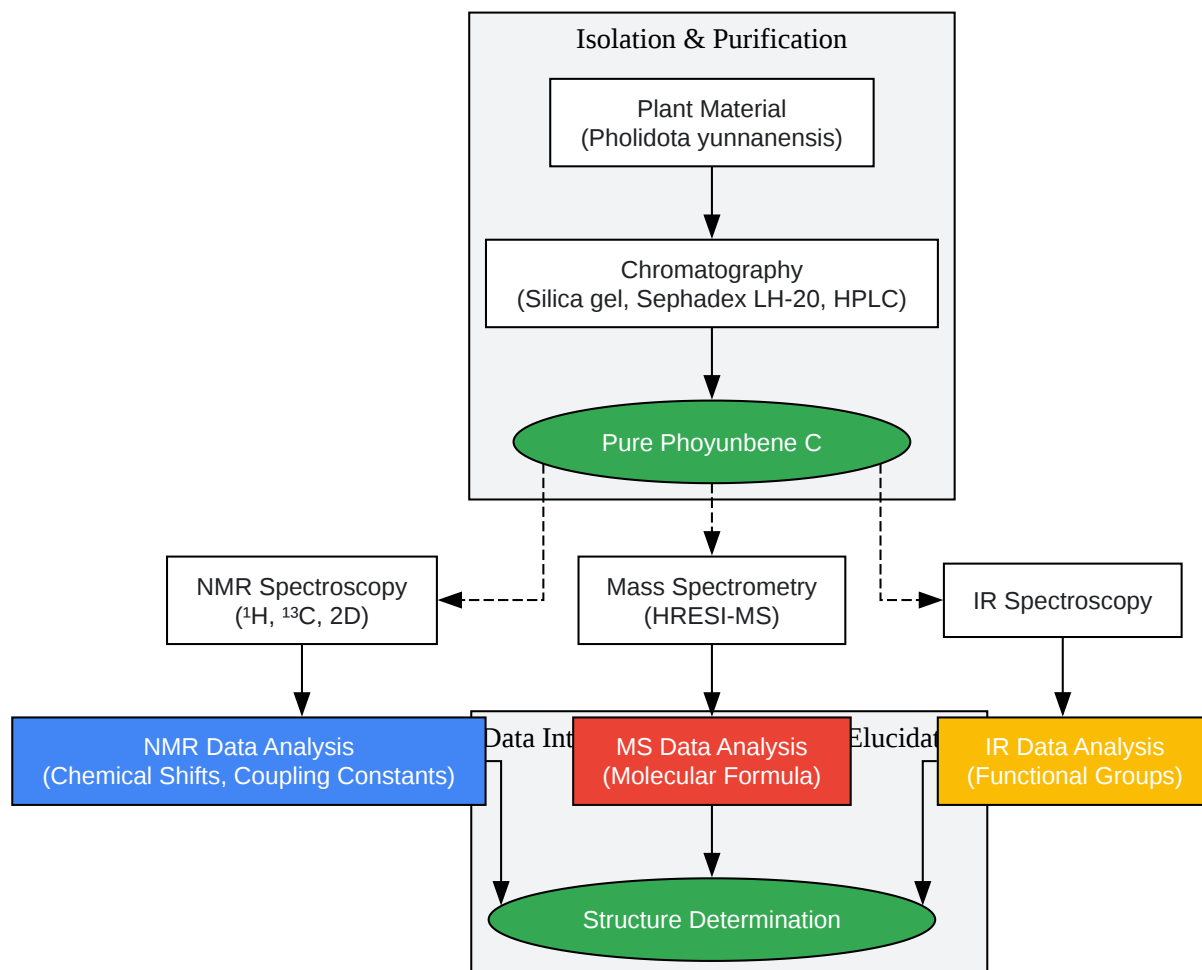 Isolation & Purification
Plant Material
(Pholidota yunnanensis)
Chromatography
(Silica gel, Sephadex LH-20, HPLC)
Pure Phoyunbene C
NMR Spectroscopy
(¹H, ¹³C, 2D)
Mass Spectrometry
(HRESI-MS)
IR Spectroscopy
Data
NMR Data Analysis
(Chemical Shifts, Coupling Constants)
MS Data Analysis
(Molecular Formula)
IR Data Analysis
(Functional Groups)
Structure Determination